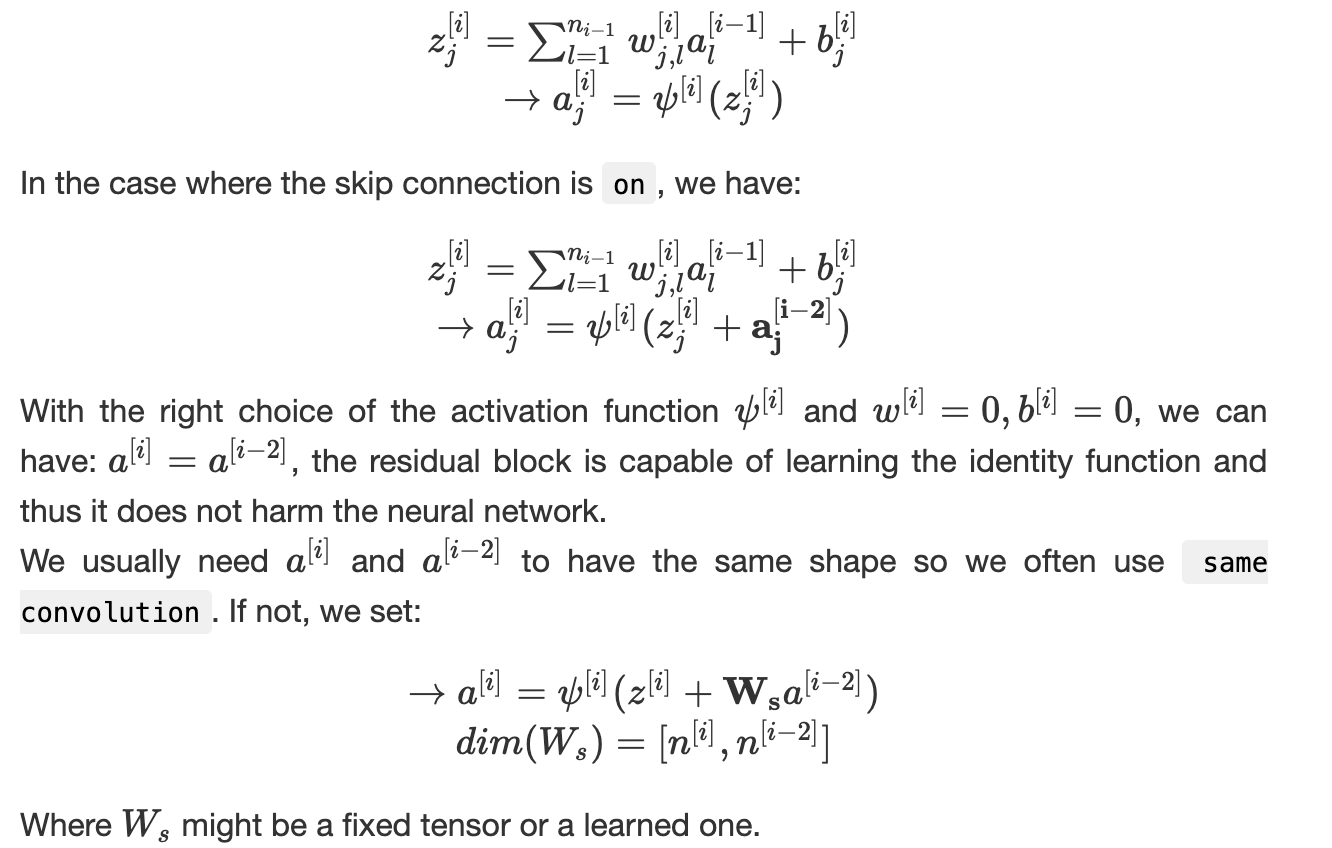 $z_j^{[i]} = \sum_{l=1}^{n_{i-1}} w_{j,l}^{[i]} a_l^{[i-1]} + b_j^{[i]}$
$\rightarrow a_j^{[i]} = \psi^{[i]}(z_j^{[i]})$
In the case where the skip connection is on , we have:
$z_j^{[i]} = \sum_{l=1}^{n_{i-1}} w_{j,l}^{[i]} a_l^{[i-1]} + b_j^{[i]}$
$\rightarrow a_j^{[i]} = \psi^{[i]}(z_j^{[i]} + \mathbf{a_j^{[i-2]}})$
With the right choice of the activation function $\psi^{[i]}$ and $w^{[i]} = 0, b^{[i]} = 0$, we can
have: $a^{[i]} = a^{[i-2]}$, the residual block is capable of learning the identity function and
thus it does not harm the neural network.
We usually need $a^{[i]}$ and $a^{[i-2]}$ to have the same shape so we often use same
convolution . If not, we set:
$\rightarrow a^{[i]} = \psi^{[i]}(z^{[i]} + \mathbf{W_s} a^{[i-2]})$
$dim(W_s) = [n^{[i]}, n^{[i-2]}]$
Where $W_s$ might be a fixed tensor or a learned one.